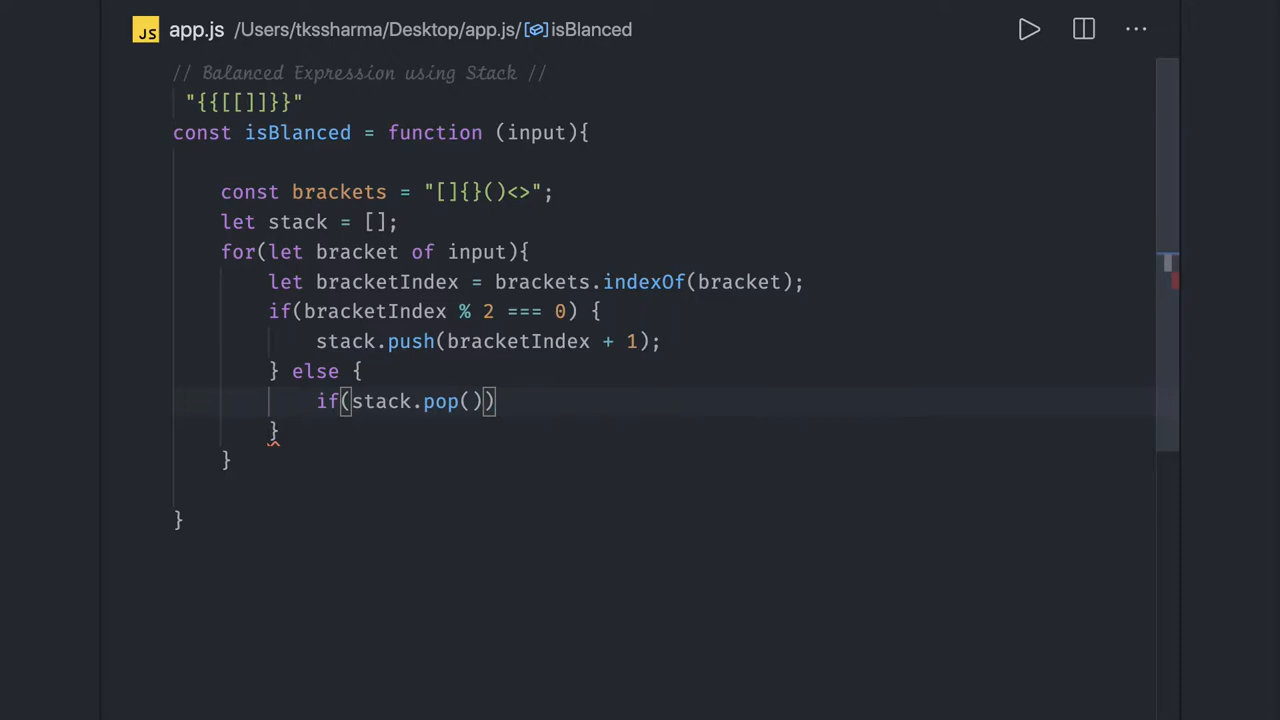 JS app.js /Users/tkssharma/Desktop/app.js/isBlanced
// Balanced Expression using Stack //
"{{[[]]}}"
const isBlanced = function (input){
const brackets = "[]{}()<>";
let stack = [];
for(let bracket of input){
let bracketIndex = brackets.indexOf(bracket);
if(bracketIndex % 2 === 0) {
stack.push(bracketIndex + 1);
} else {
if(stack.pop())
}
}
}